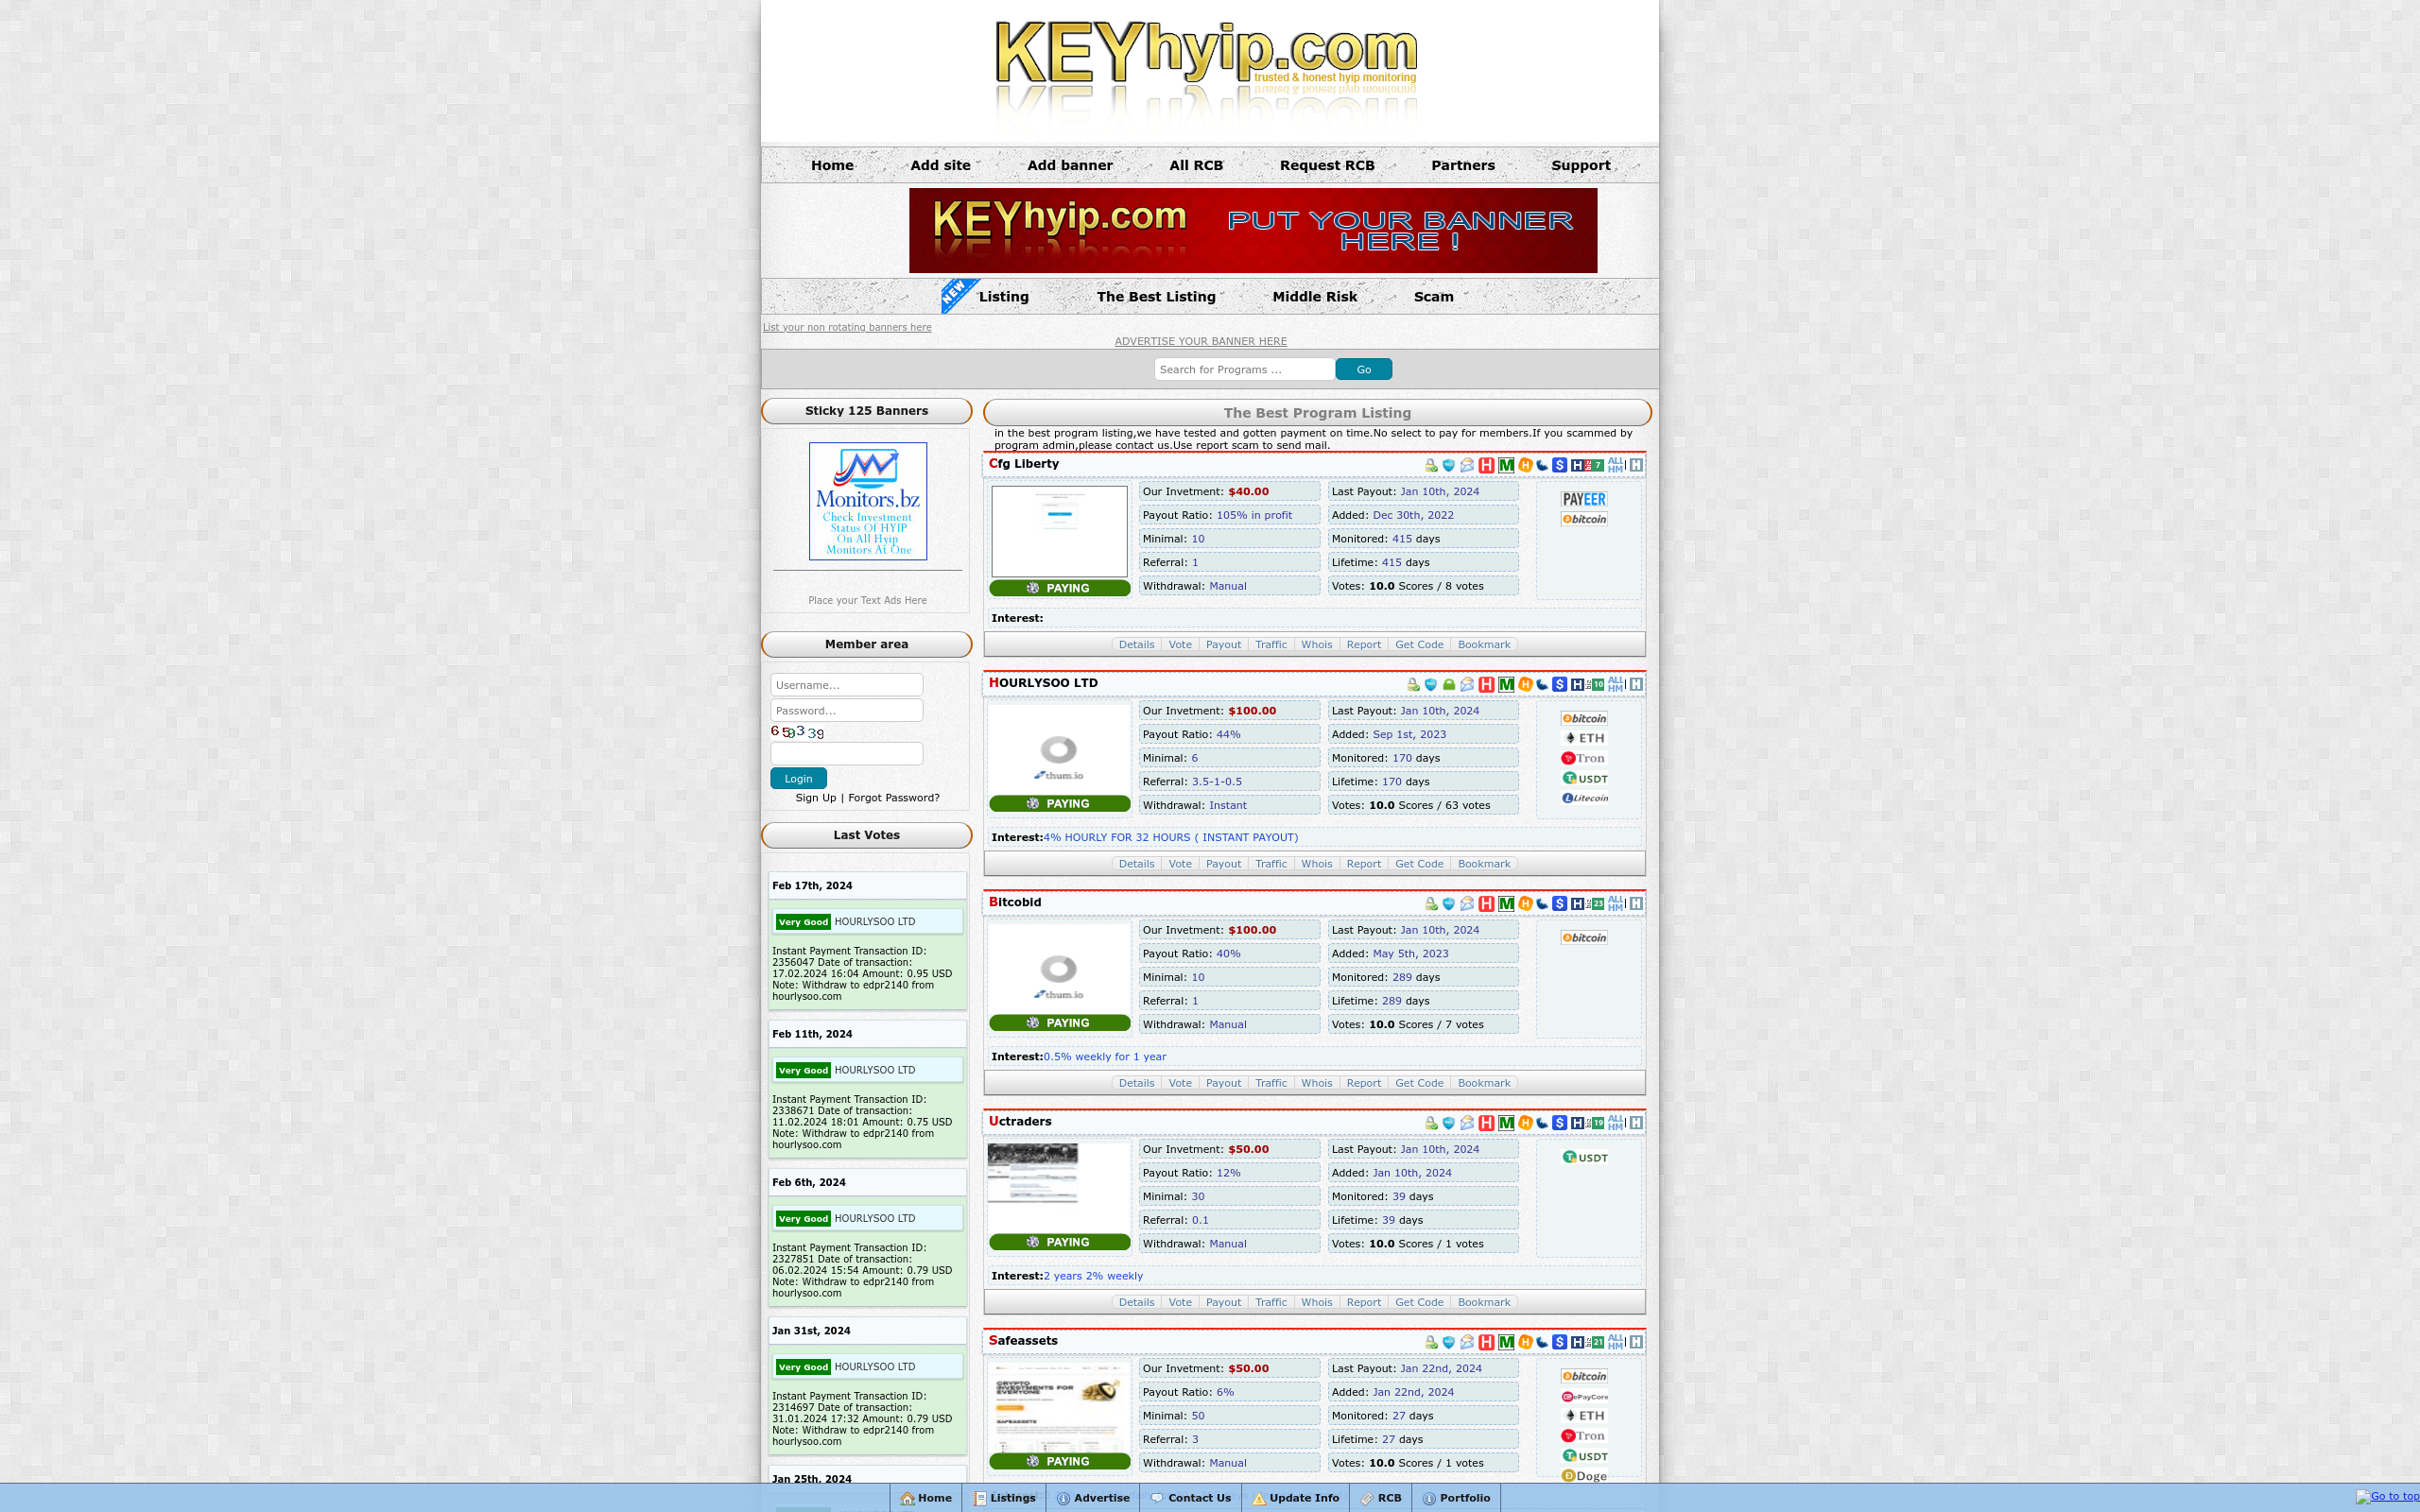 KEYhyip.com
trusted & honest hyip monitoring
Home Add site Add banner All RCB Request RCB Partners Support
KEYhyip.com PUT YOUR BANNER
HERE !
NEW Listing The Best Listing Middle Risk Scam
List your non rotating banners here
ADVERTISE YOUR BANNER HERE
Search for Programs ... Go
Sticky 125 Banners
Monitors.bz
Check Investment
Status Of HYIP
On All Hyip
Monitors At One
Place your Text Ads Here
Member area
Username...
Password...
659339
Login
Sign Up | Forgot Password?
Last Votes
Feb 17th, 2024
Very Good HOURLYSOO LTD
Instant Payment Transaction ID:
2356047 Date of transaction:
17.02.2024 16:04 Amount: 0.95 USD
Note: Withdraw to edpr2140 from
hourlysoo.com
Feb 11th, 2024
Very Good HOURLYSOO LTD
Instant Payment Transaction ID:
2338671 Date of transaction:
11.02.2024 18:01 Amount: 0.75 USD
Note: Withdraw to edpr2140 from
hourlysoo.com
Feb 6th, 2024
Very Good HOURLYSOO LTD
Instant Payment Transaction ID:
2327851 Date of transaction:
06.02.2024 15:54 Amount: 0.79 USD
Note: Withdraw to edpr2140 from
hourlysoo.com
Jan 31st, 2024
Very Good HOURLYSOO LTD
Instant Payment Transaction ID:
2314697 Date of transaction:
31.01.2024 17:32 Amount: 0.79 USD
Note: Withdraw to edpr2140 from
hourlysoo.com
Jan 25th, 2024
The Best Program Listing
in the best program listing,we have tested and gotten payment on time.No select to pay for members.If you scammed by
program admin,please contact us.Use report scam to send mail.
Cfg Liberty
H M H $ H 7 ALL HM H
Our Invetment: $40.00 Last Payout: Jan 10th, 2024 PAYEER
Payout Ratio: 105% in profit Added: Dec 30th, 2022 bitcoin
Minimal: 10 Monitored: 415 days
Referral: 1 Lifetime: 415 days
PAYING Withdrawal: Manual Votes: 10.0 Scores / 8 votes
Interest:
Details Vote Payout Traffic Whois Report Get Code Bookmark
HOURLYSOO LTD
H M H $ H 10 ALL HM H
Our Invetment: $100.00 Last Payout: Jan 10th, 2024 bitcoin
Payout Ratio: 44% Added: Sep 1st, 2023 ETH
Minimal: 6 Monitored: 170 days Tron
thum.io Referral: 3.5-1-0.5 Lifetime: 170 days USDT
PAYING Withdrawal: Instant Votes: 10.0 Scores / 63 votes Litecoin
Interest:4% HOURLY FOR 32 HOURS ( INSTANT PAYOUT)
Details Vote Payout Traffic Whois Report Get Code Bookmark
Bitcobid
H M H $ H 23 ALL HM H
Our Invetment: $100.00 Last Payout: Jan 10th, 2024 bitcoin
Payout Ratio: 40% Added: May 5th, 2023
Minimal: 10 Monitored: 289 days
thum.io Referral: 1 Lifetime: 289 days
PAYING Withdrawal: Manual Votes: 10.0 Scores / 7 votes
Interest:0.5% weekly for 1 year
Details Vote Payout Traffic Whois Report Get Code Bookmark
Uctraders
H M H $ H 19 ALL HM H
Our Invetment: $50.00 Last Payout: Jan 10th, 2024 USDT
Payout Ratio: 12% Added: Jan 10th, 2024
Minimal: 30 Monitored: 39 days
Referral: 0.1 Lifetime: 39 days
PAYING Withdrawal: Manual Votes: 10.0 Scores / 1 votes
Interest:2 years 2% weekly
Details Vote Payout Traffic Whois Report Get Code Bookmark
Safeassets
H M H $ H 21 ALL HM H
CRYPTO
INVESTMENTS FOR
EVERYONE
SAFEASSETS
Our Invetment: $50.00 Last Payout: Jan 22nd, 2024 bitcoin
Payout Ratio: 6% Added: Jan 22nd, 2024 ePayCore
Minimal: 50 Monitored: 27 days ETH
Referral: 3 Lifetime: 27 days Tron
USDT
PAYING Withdrawal: Manual Votes: 10.0 Scores / 1 votes Doge
Home Listings Advertise Contact Us Update Info RCB Portfolio Go to top